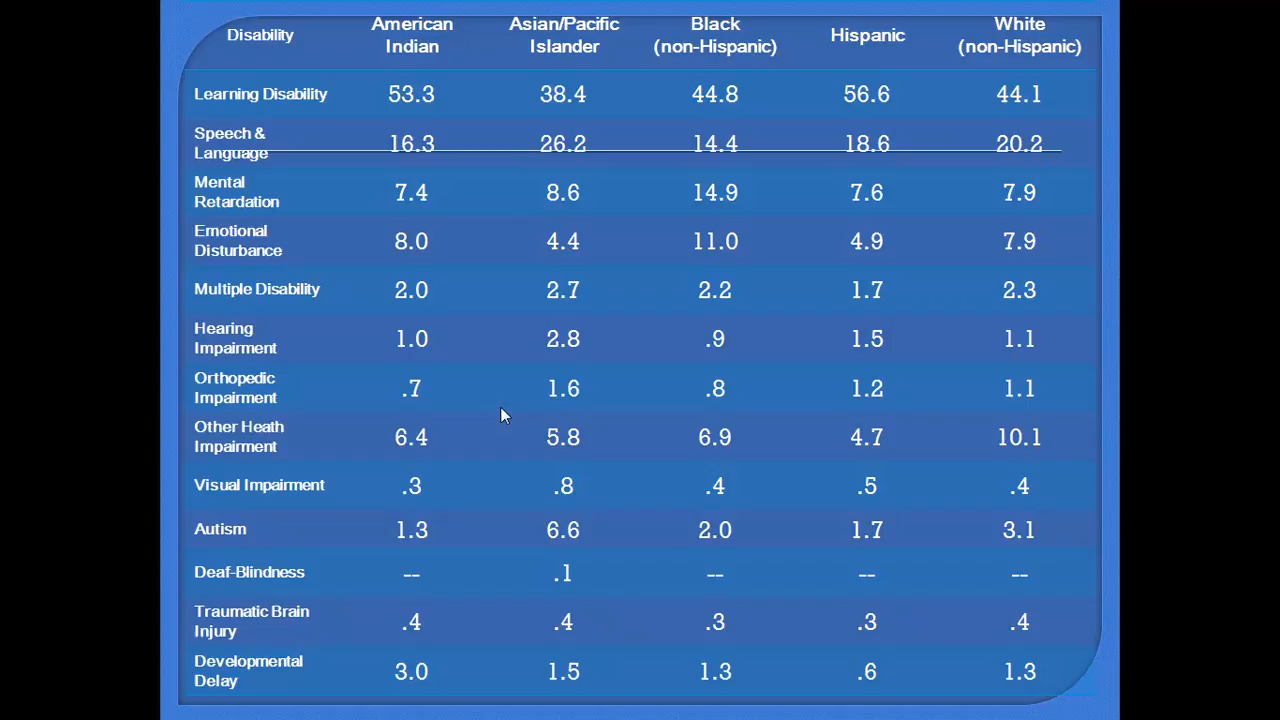 Disability American Indian Asian/Pacific Islander Black (non-Hispanic) Hispanic White (non-Hispanic)
Learning Disability 53.3 38.4 44.8 56.6 44.1
Speech & Language 16.3 26.2 14.4 18.6 20.2
Mental Retardation 7.4 8.6 14.9 7.6 7.9
Emotional Disturbance 8.0 4.4 11.0 4.9 7.9
Multiple Disability 2.0 2.7 2.2 1.7 2.3
Hearing Impairment 1.0 2.8 .9 1.5 1.1
Orthopedic Impairment .7 1.6 .8 1.2 1.1
Other Heath Impairment 6.4 5.8 6.9 4.7 10.1
Visual Impairment .3 .8 .4 .5 .4
Autism 1.3 6.6 2.0 1.7 3.1
Deaf-Blindness -- .1 -- -- --
Traumatic Brain Injury .4 .4 .3 .3 .4
Developmental Delay 3.0 1.5 1.3 .6 1.3